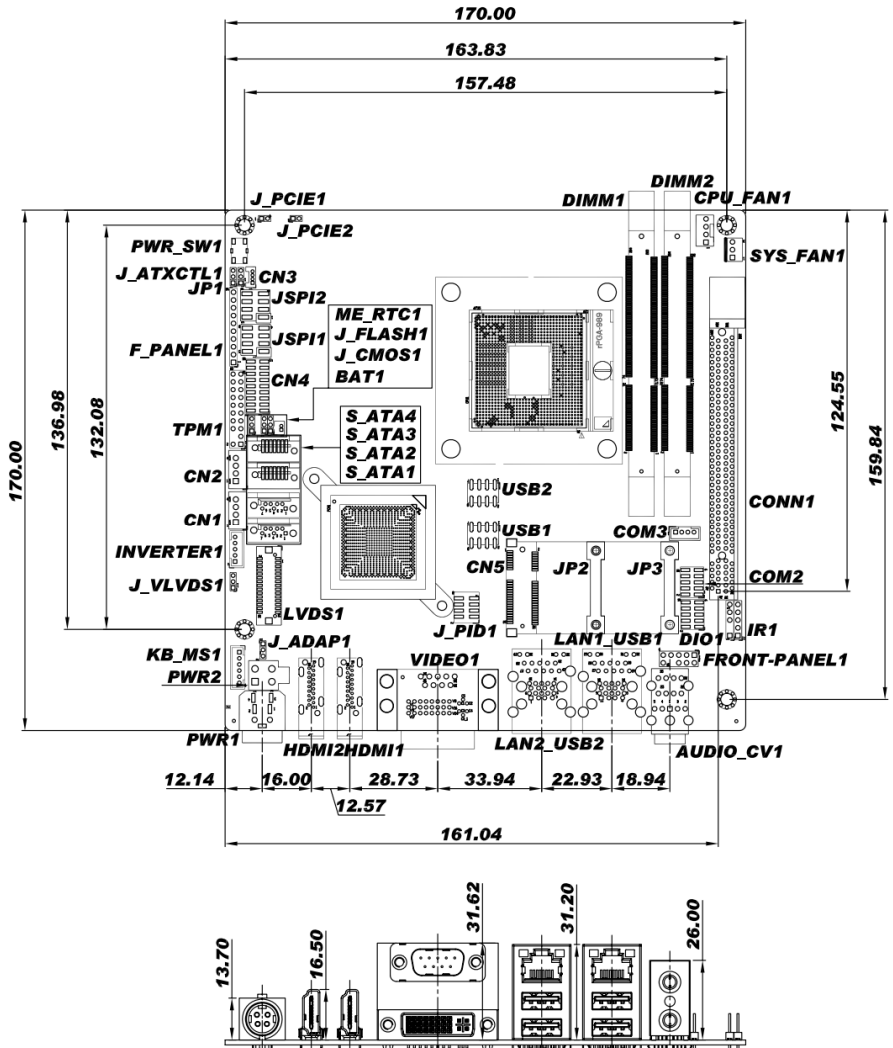 170.00
163.83
157.48
J_PCIE1
J_PCIE2
DIMM1
DIMM2
CPU_FAN1
PWR_SW1
SYS_FAN1
J_ATXCTL1
CN3
JP1
JSPI2
ME_RTC1
J_FLASH1
J_CMOS1
BAT1
JSPI1
F_PANEL1
rPGA-989
CN4
124.55
136.98
132.08
159.84
170.00
TPM1
S_ATA4
S_ATA3
S_ATA2
S_ATA1
CN2
USB2
CONN1
CN1
USB1
COM3
INVERTER1
CN5
JP2
JP3
COM2
J_VLVDS1
LVDS1
J_PID1
IR1
J_ADAP1
LAN1_USB1
DIO1
KB_MS1
VIDEO1
FRONT-PANEL1
PWR2
PWR1
HDMI2
HDMI1
LAN2_USB2
AUDIO_CV1
12.14
16.00
28.73
33.94
22.93
18.94
12.57
161.04
13.70
16.50
31.62
31.20
26.00